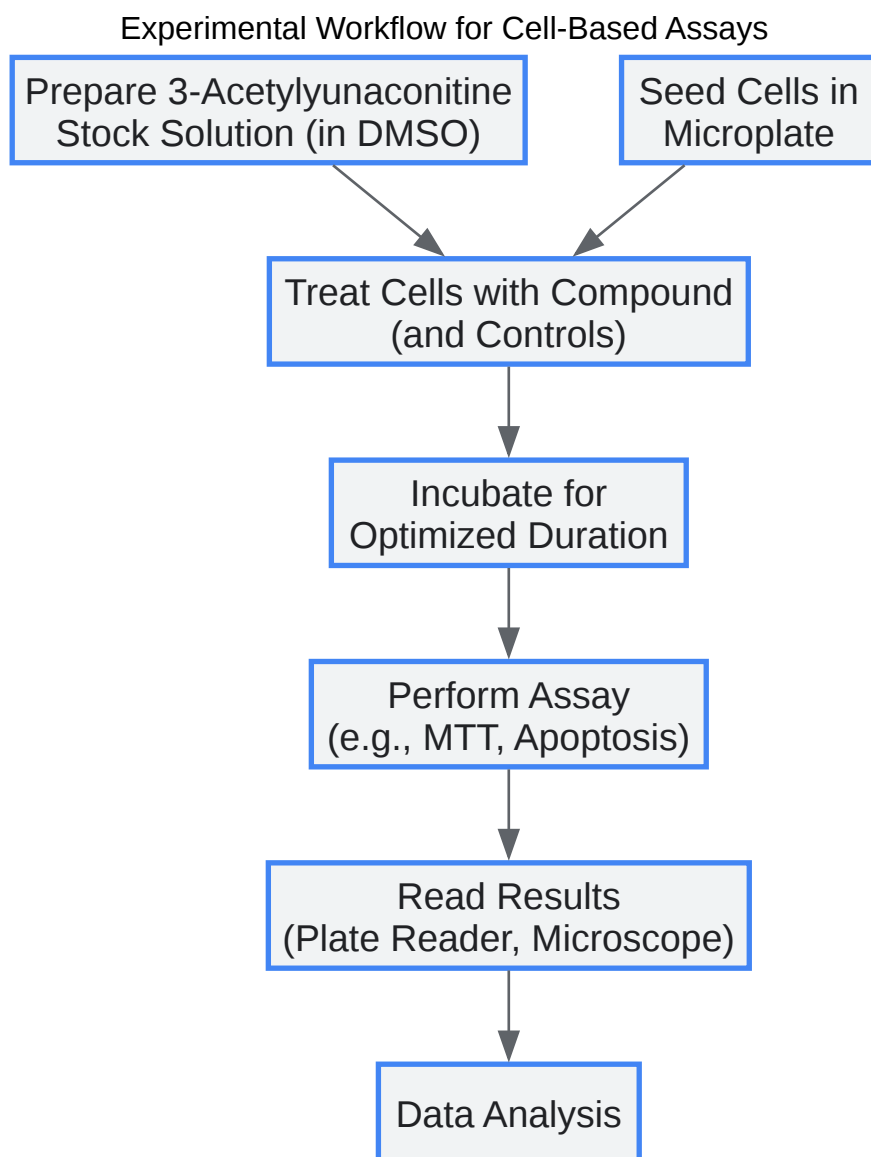 Experimental Workflow for Cell-Based Assays
Prepare 3-Acetylyunaconitine
Stock Solution (in DMSO)
Seed Cells in
Microplate
Treat Cells with Compound
(and Controls)
Incubate for
Optimized Duration
Perform Assay
(e.g., MTT, Apoptosis)
Read Results
(Plate Reader, Microscope)
Data Analysis